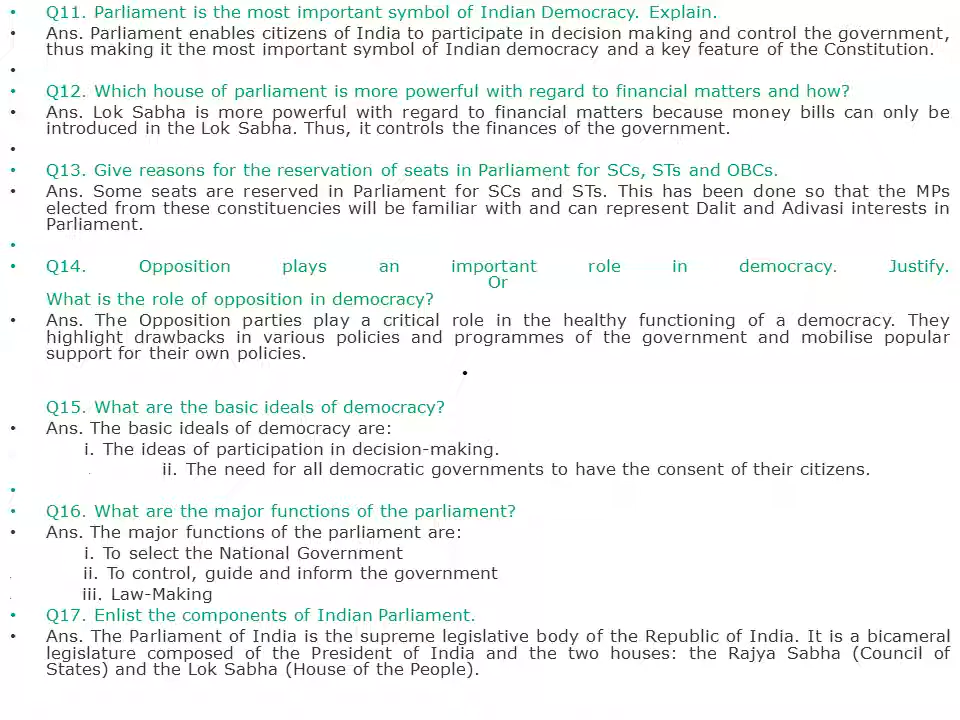 Q11. Parliament is the most important symbol of Indian Democracy. Explain.
Ans. Parliament enables citizens of India to participate in decision making and control the government,
thus making it the most important symbol of Indian democracy and a key feature of the Constitution.
Q12. Which house of parliament is more powerful with regard to financial matters and how?
Ans. Lok Sabha is more powerful with regard to financial matters because money bills can only be
introduced in the Lok Sabha. Thus, it controls the finances of the government.
Q13. Give reasons for the reservation of seats in Parliament for SCs, STs and OBCs.
Ans. Some seats are reserved in Parliament for SCs and STs. This has been done so that the MPs
elected from these constituencies will be familiar with and can represent Dalit and Adivasi interests in
Parliament.
Q14. Opposition plays an important role in democracy. Justify.
Or
What is the role of opposition in democracy?
Ans. The Opposition parties play a critical role in the healthy functioning of a democracy. They
highlight drawbacks in various policies and programmes of the government and mobilise popular
support for their own policies.
Q15. What are the basic ideals of democracy?
Ans. The basic ideals of democracy are:
i. The ideas of participation in decision-making.
ii. The need for all democratic governments to have the consent of their citizens.
Q16. What are the major functions of the parliament?
Ans. The major functions of the parliament are:
i. To select the National Government
ii. To control, guide and inform the government
iii. Law-Making
Q17. Enlist the components of Indian Parliament.
Ans. The Parliament of India is the supreme legislative body of the Republic of India. It is a bicameral
legislature composed of the President of India and the two houses: the Rajya Sabha (Council of
States) and the Lok Sabha (House of the People).